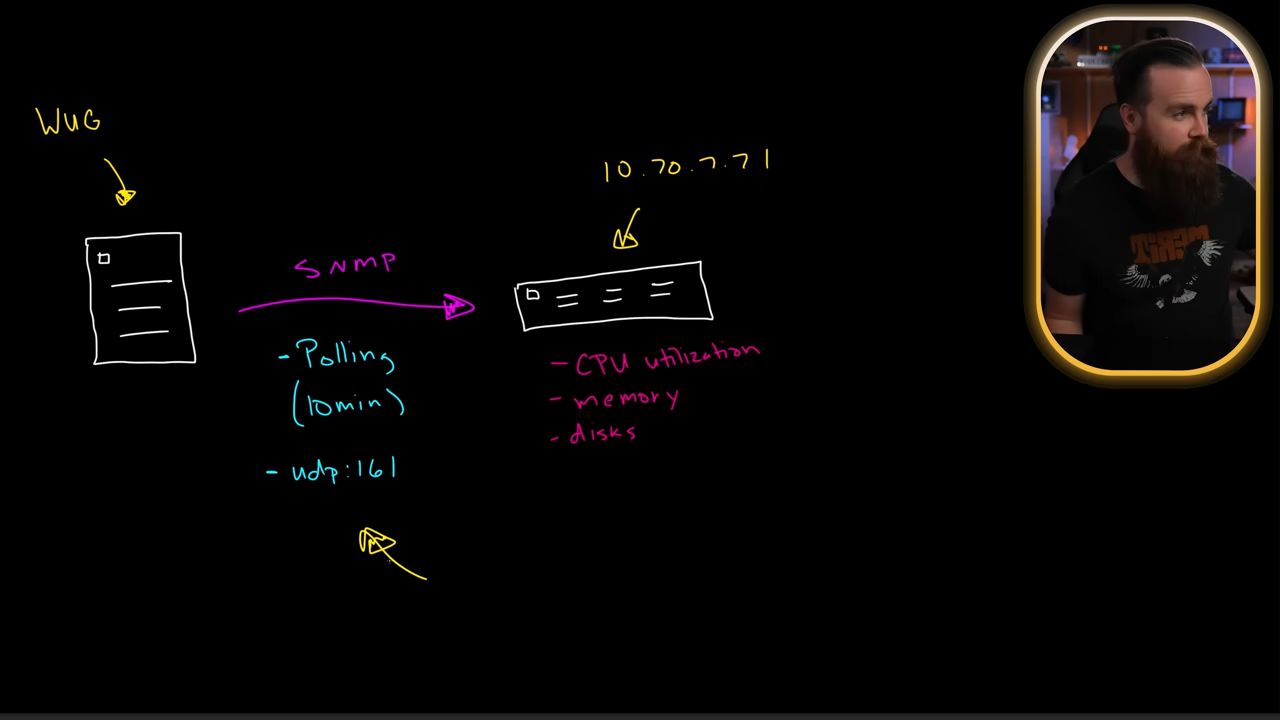 WUG
10.70.7.71
SNMP
- Polling
(10min)
- udp:161
- CPU utilization
- memory
- disks